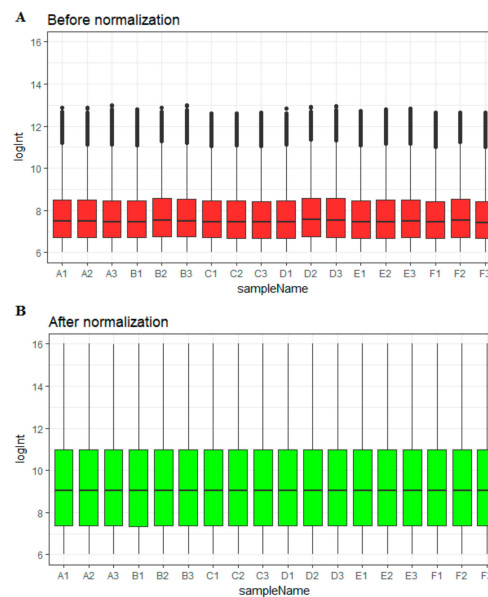 A
Before normalization
16
14
12
10
8
6
logInt
A1 A2 A3 B1 B2 B3 C1 C2 C3 D1 D2 D3 E1 E2 E3 F1 F2 F3
sampleName
B
After normalization
16
14
12
10
8
6
logInt
A1 A2 A3 B1 B2 B3 C1 C2 C3 D1 D2 D3 E1 E2 E3 F1 F2 F3
sampleName